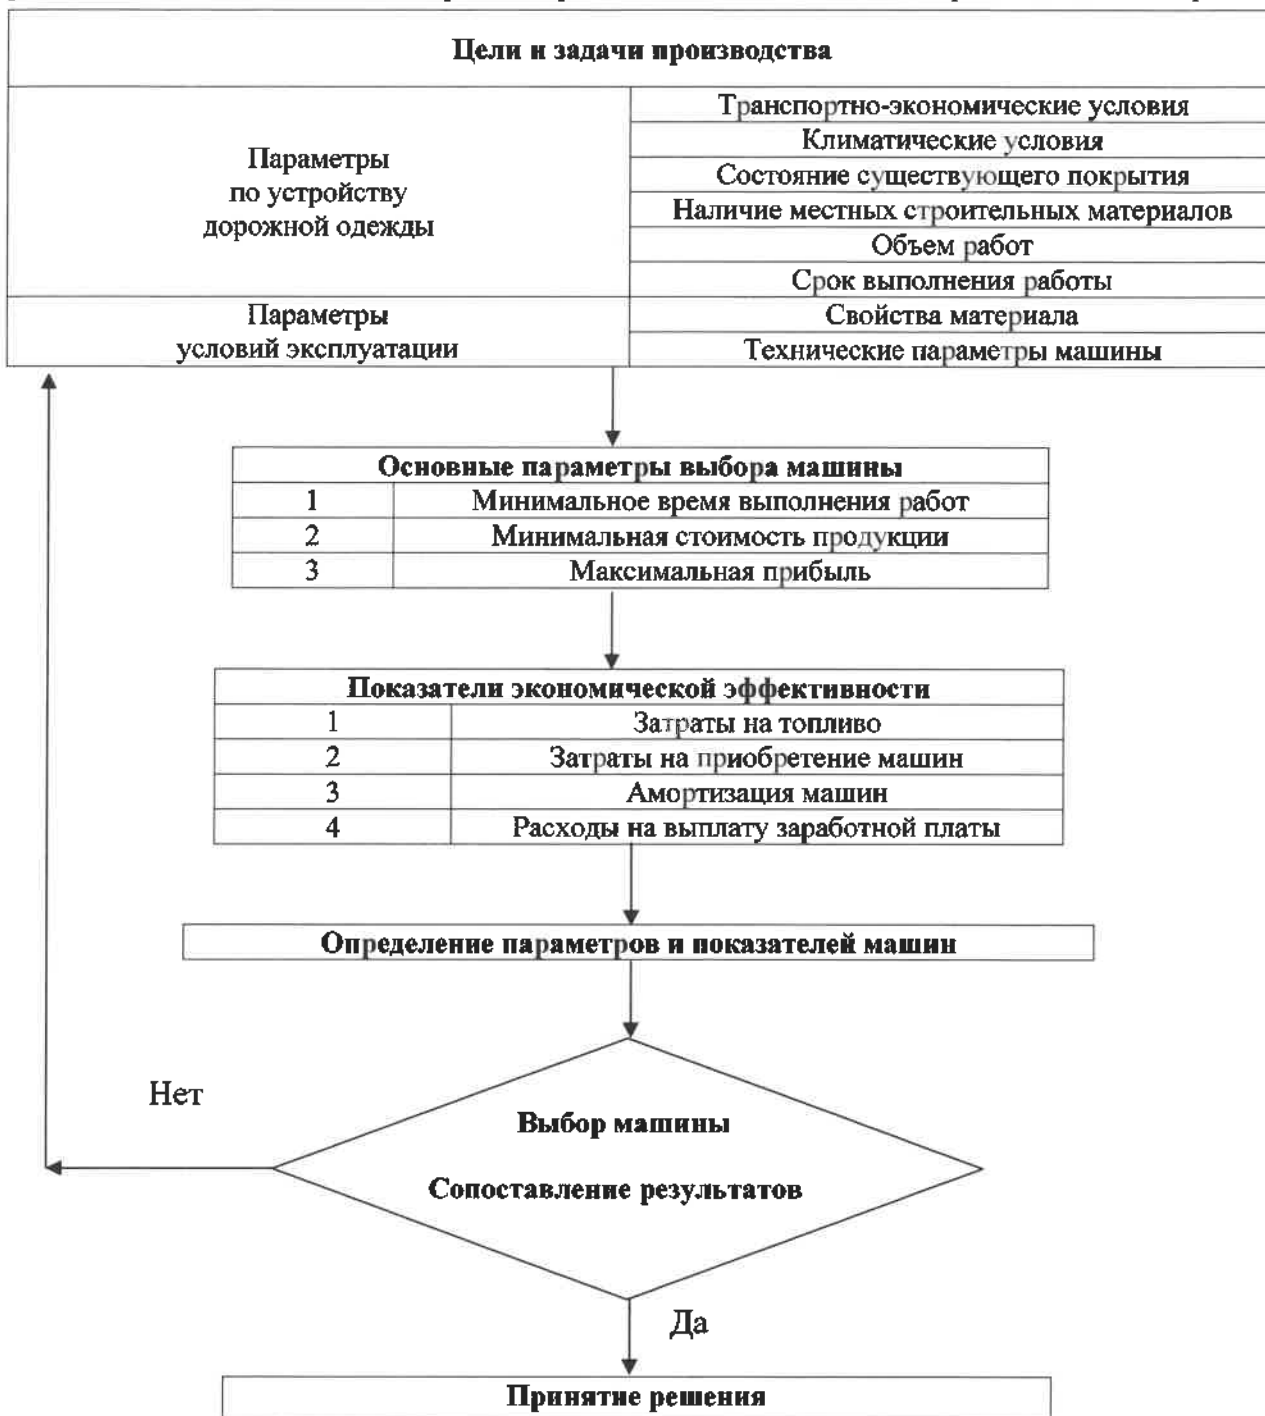 Цели и задачи производства
Параметры
по устройству
дорожной одежды
Транспортно-экономические условия
Климатические условия
Состояние существующего покрытия
Наличие местных строительных материалов
Объем работ
Срок выполнения работы
Параметры
условий эксплуатации
Свойства материала
Технические параметры машины
Основные параметры выбора машины
1 Минимальное время выполнения работ
2 Минимальная стоимость продукции
3 Максимальная прибыль
Показатели экономической эффективности
1 Затраты на топливо
2 Затраты на приобретение машин
3 Амортизация машин
4 Расходы на выплату заработной платы
Определение параметров и показателей машин
Нет
Выбор машины
Сопоставление результатов
Да
Принятие решения